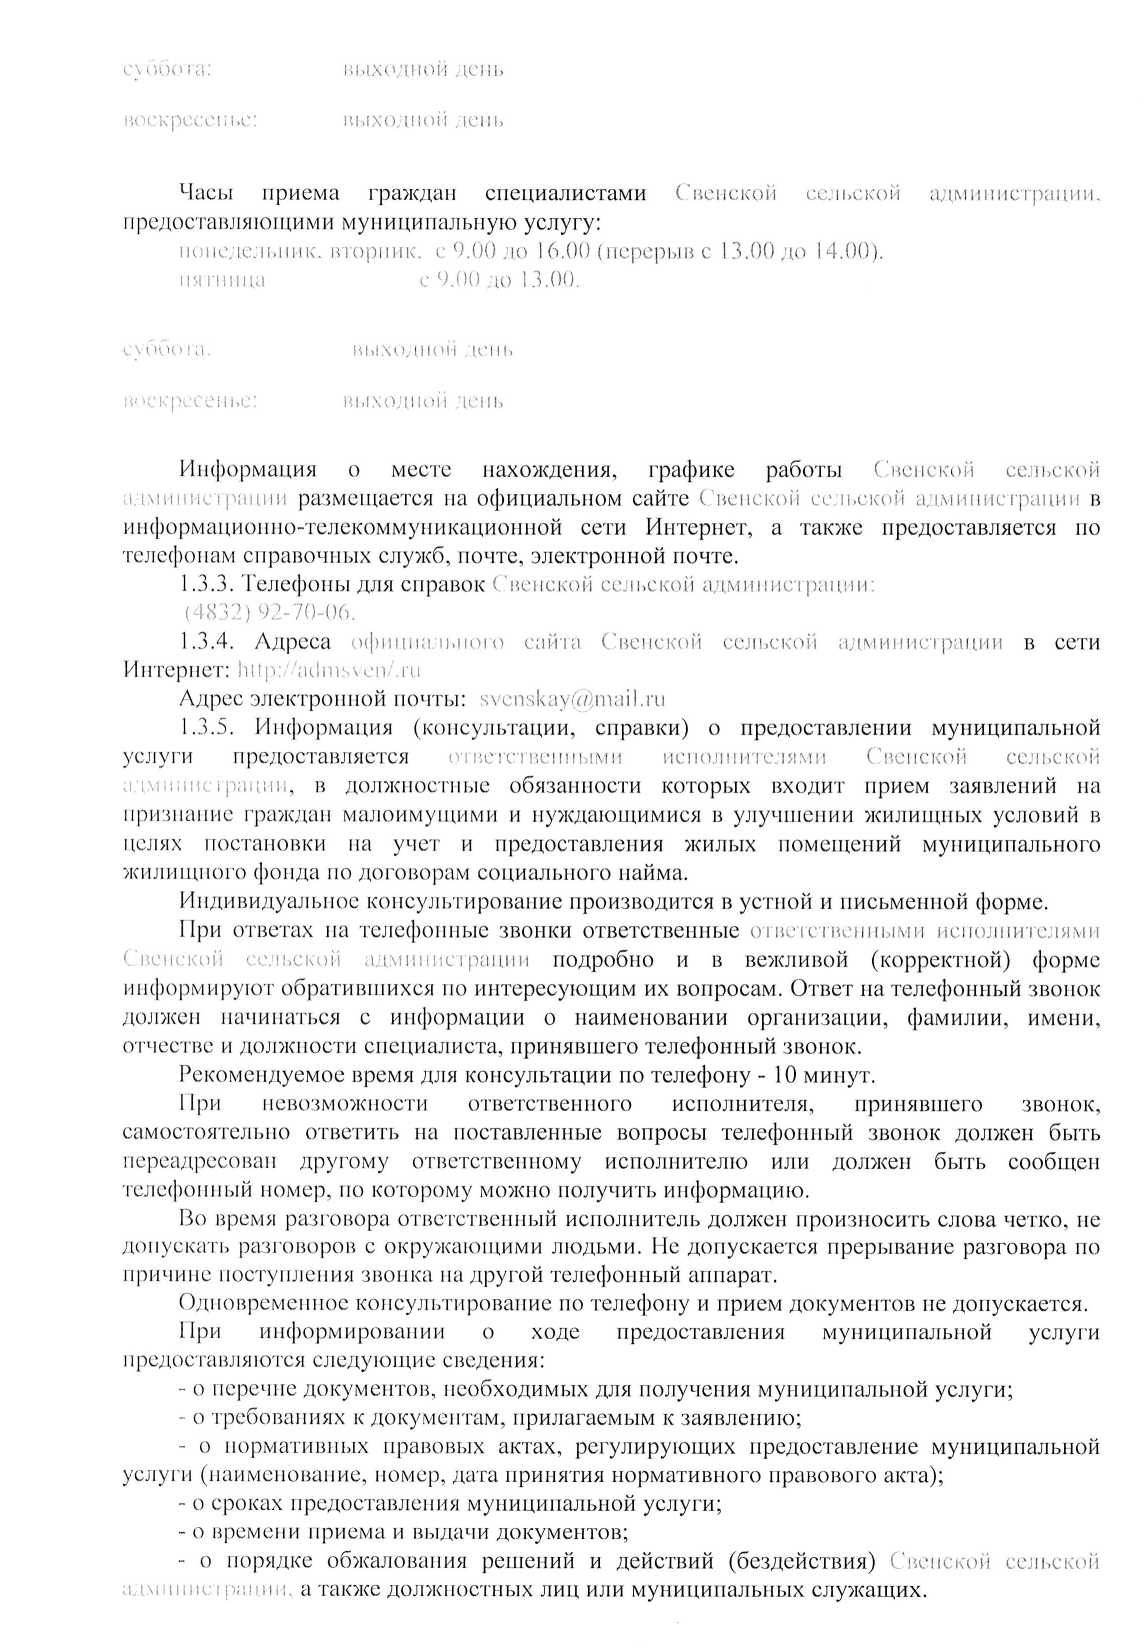 суббота: выходной день
воскресенье: выходной день
Часы приема граждан специалистами Свенской сельской администрации,
предоставляющими муниципальную услугу:
понедельник, вторник, с 9.00 до 16.00 (перерыв с 13.00 до 14.00).
пятница с 9.00 до 13.00.
суббота. выходной день
воскресенье: выходной день
Информация о месте нахождения, графике работы Свенской сельской
администрации размещается на официальном сайте Свенской сельской администрации в
информационно-телекоммуникационной сети Интернет, а также предоставляется по
телефонам справочных служб, почте, электронной почте.
1.3.3. Телефоны для справок Свенской сельской администрации:
(4832) 92-70-06.
1.3.4. Адреса официального сайта Свенской сельской администрации в сети
Интернет: http://admsven/.ru
Адрес электронной почты: svenskay@mail.ru
1.3.5. Информация (консультации, справки) о предоставлении муниципальной
услуги предоставляется ответственными исполнителями Свенской сельской
администрации, в должностные обязанности которых входит прием заявлений на
признание граждан малоимущими и нуждающимися в улучшении жилищных условий в
целях постановки на учет и предоставления жилых помещений муниципального
жилищного фонда по договорам социального найма.
Индивидуальное консультирование производится в устной и письменной форме.
При ответах на телефонные звонки ответственные ответственными исполнителями
Свенской сельской администрации подробно и в вежливой (корректной) форме
информируют обратившихся по интересующим их вопросам. Ответ на телефонный звонок
должен начинаться с информации о наименовании организации, фамилии, имени,
отчестве и должности специалиста, принявшего телефонный звонок.
Рекомендуемое время для консультации по телефону - 10 минут.
При невозможности ответственного исполнителя, принявшего звонок,
самостоятельно ответить на поставленные вопросы телефонный звонок должен быть
переадресован другому ответственному исполнителю или должен быть сообщен
телефонный номер, по которому можно получить информацию.
Во время разговора ответственный исполнитель должен произносить слова четко, не
допускать разговоров с окружающими людьми. Не допускается прерывание разговора по
причине поступления звонка на другой телефонный аппарат.
Одновременное консультирование по телефону и прием документов не допускается.
При информировании о ходе предоставления муниципальной услуги
предоставляются следующие сведения:
- о перечне документов, необходимых для получения муниципальной услуги;
- о требованиях к документам, прилагаемым к заявлению;
- о нормативных правовых актах, регулирующих предоставление муниципальной
услуги (наименование, номер, дата принятия нормативного правового акта);
- о сроках предоставления муниципальной услуги;
- о времени приема и выдачи документов;
- о порядке обжалования решений и действий (бездействия) Свенской сельской
администрации, а также должностных лиц или муниципальных служащих.